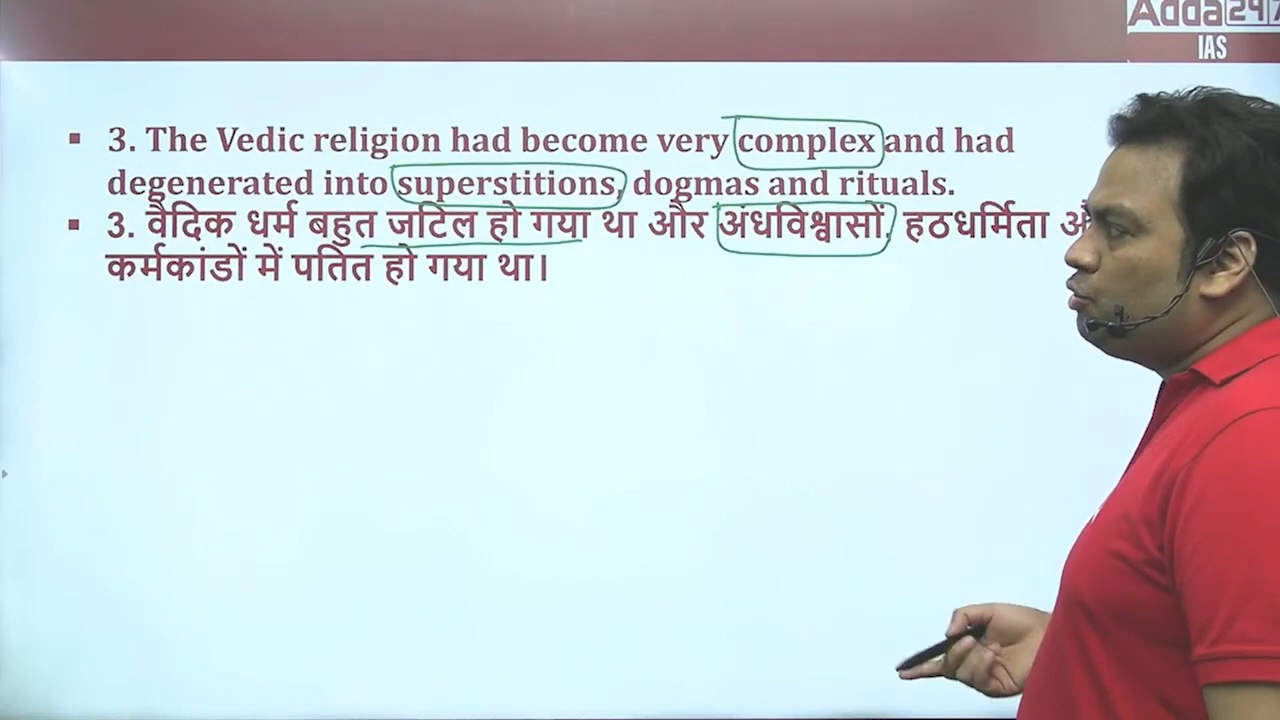 Adda247
IAS
▪ 3. The Vedic religion had become very complex and had
degenerated into superstitions, dogmas and rituals.
▪ 3. वैदिक धर्म बहुत जटिल हो गया था और अंधविश्वासों, हठधर्मिता
कर्मकांडों में पतित हो गया था।